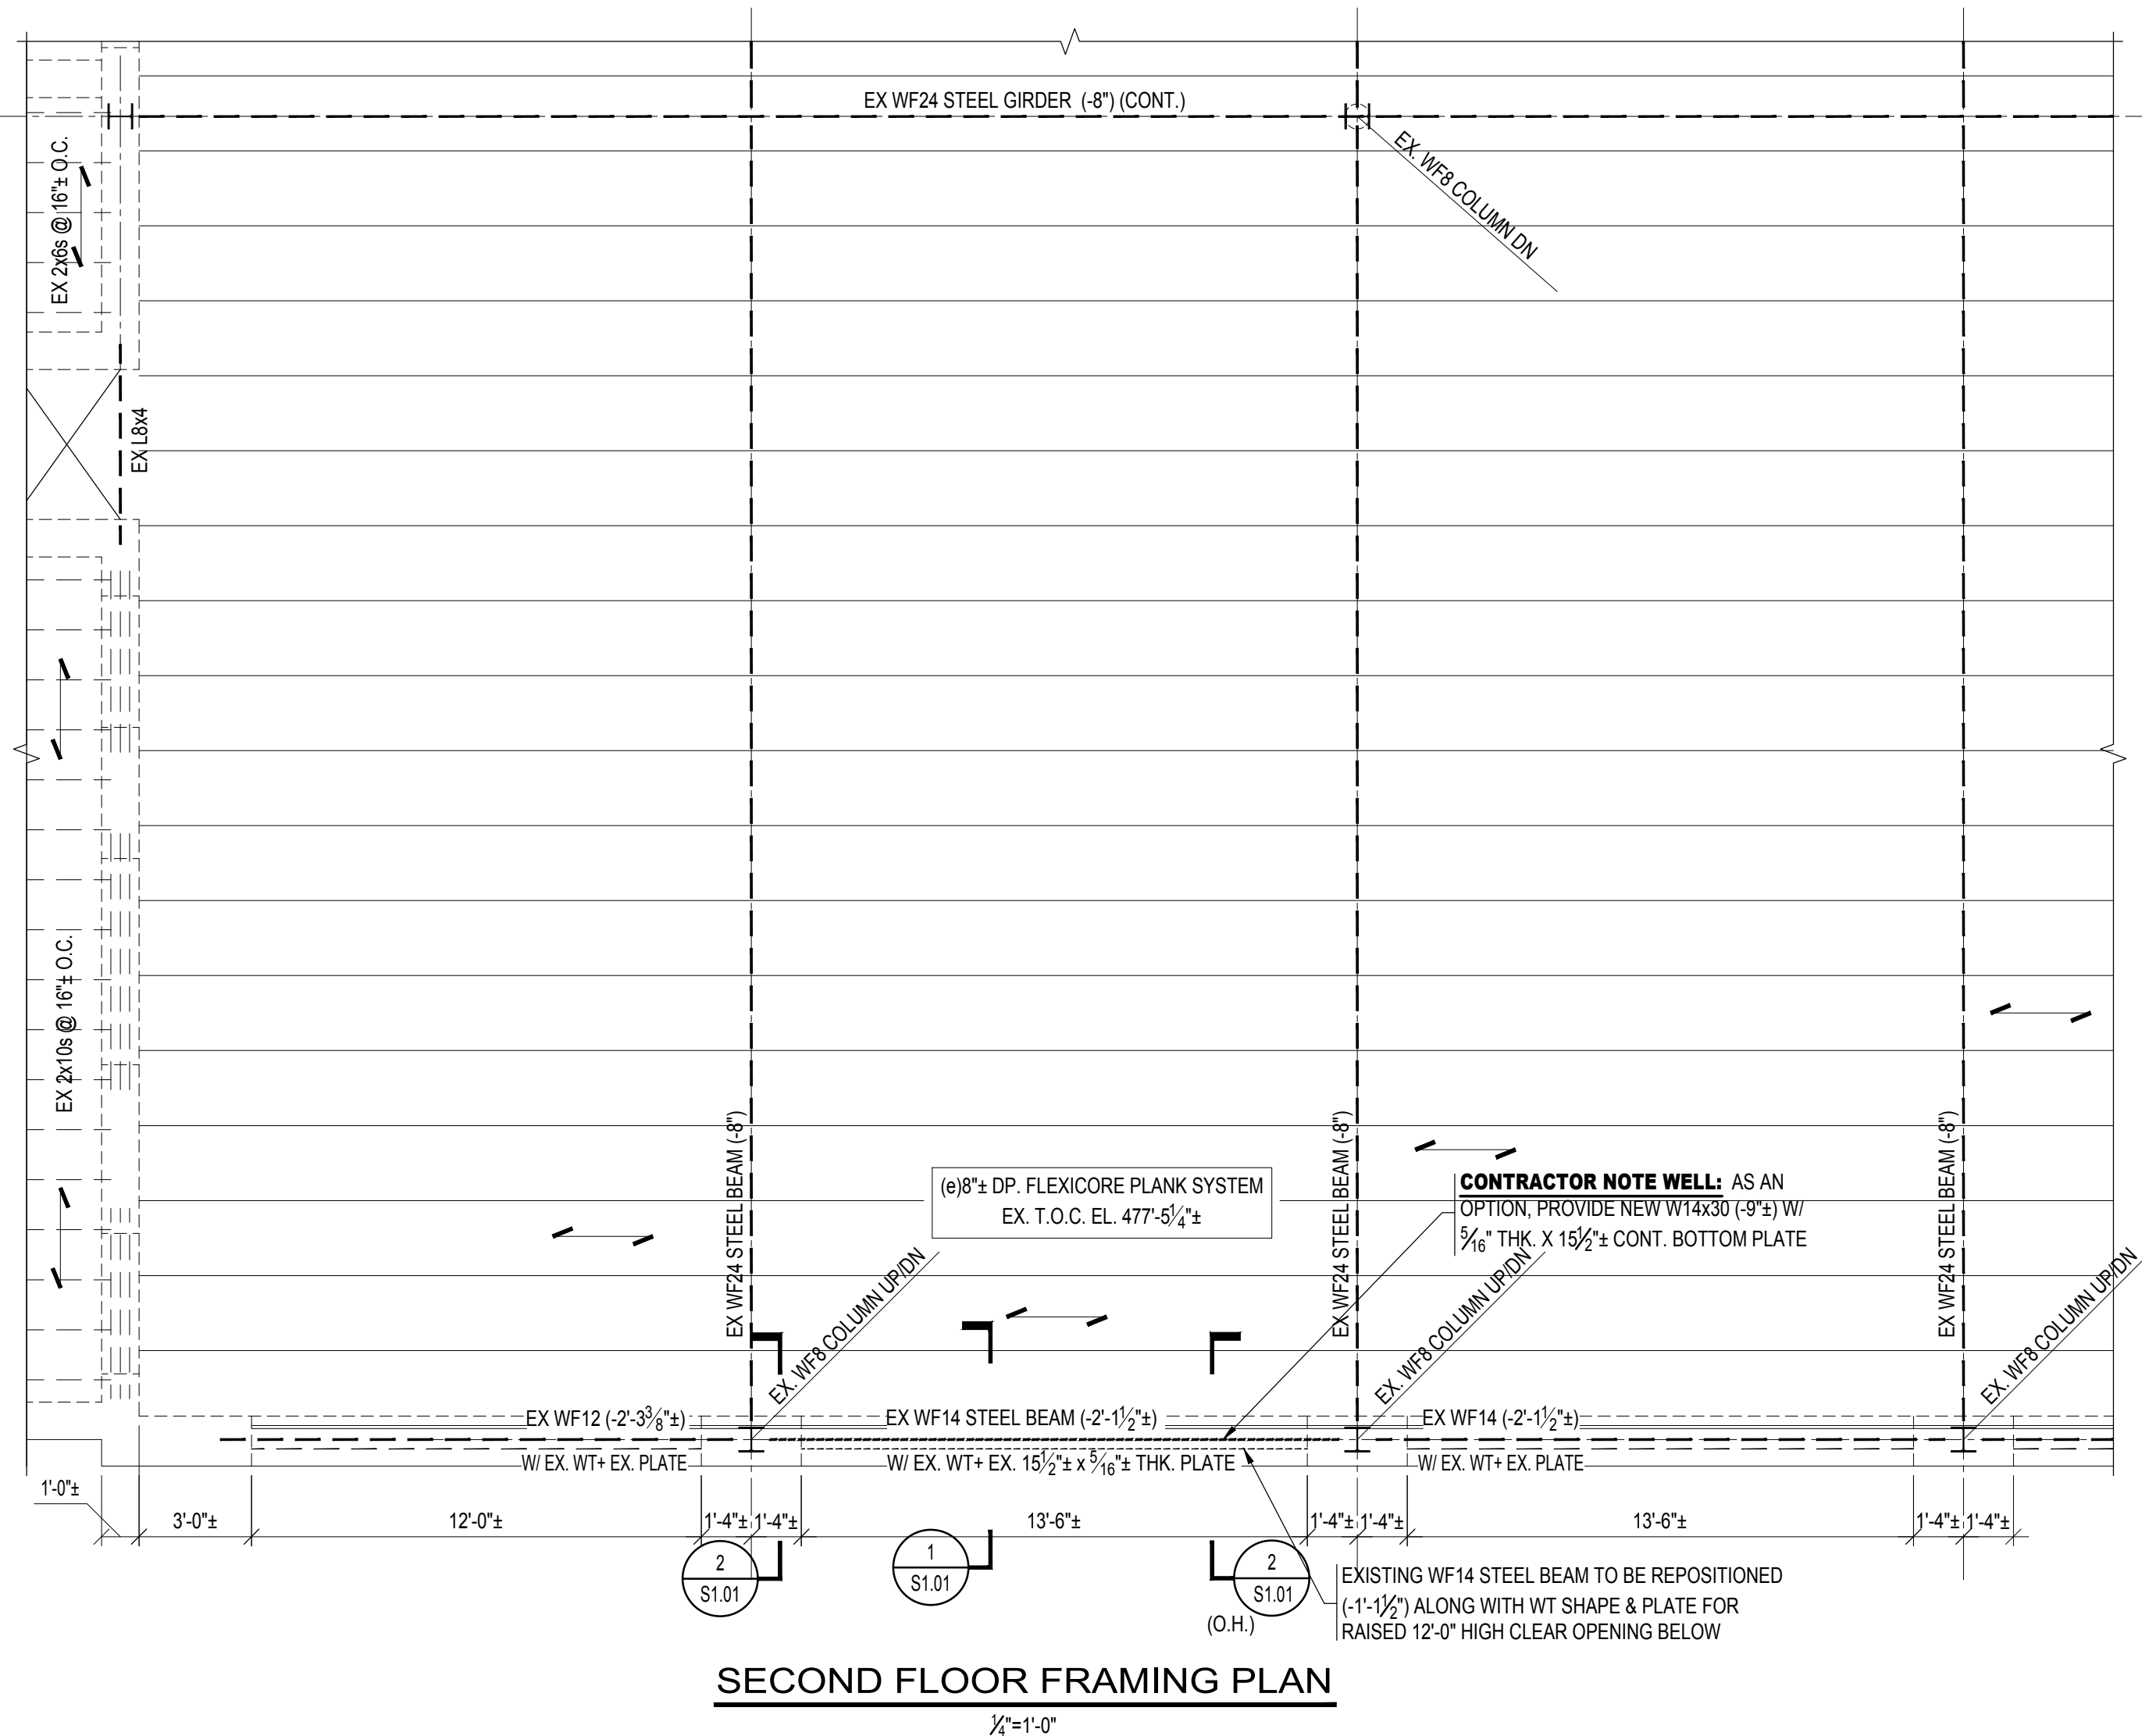 EX WF24 STEEL GIRDER (-8") (CONT.)
EX. WF8 COLUMN DN
EX 2x6s @ 16"± O.C.
EX L8x4
EX 2x10s @ 16"± O.C.
EX WF24 STEEL BEAM (-8")
EX WF24 STEEL BEAM (-8")
EX WF24 STEEL BEAM (-8")
(e)8"± DP. FLEXICORE PLANK SYSTEM
EX. T.O.C. EL. 477'-5¼"±
CONTRACTOR NOTE WELL: AS AN
OPTION, PROVIDE NEW W14x30 (-9"±) W/
5/16" THK. X 15½"± CONT. BOTTOM PLATE
EX. WF8 COLUMN UP/DN
EX. WF8 COLUMN UP/DN
EX. WF8 COLUMN UP/DN
EX WF12 (-2'-3⅜"±)
EX WF14 STEEL BEAM (-2'-1½"±)
EX WF14 (-2'-1½"±)
W/ EX. WT+ EX. PLATE
W/ EX. WT+ EX. 15½"± x 5/16"± THK. PLATE
W/ EX. WT+ EX. PLATE
1'-0"±
3'-0"±
12'-0"±
1'-4"±
1'-4"±
13'-6"±
1'-4"±
1'-4"±
13'-6"±
1'-4"±
1'-4"±
2
S1.01
1
S1.01
2
S1.01
(O.H.)
EXISTING WF14 STEEL BEAM TO BE REPOSITIONED
(-1'-1½") ALONG WITH WT SHAPE & PLATE FOR
RAISED 12'-0" HIGH CLEAR OPENING BELOW
SECOND FLOOR FRAMING PLAN
¼"=1'-0"